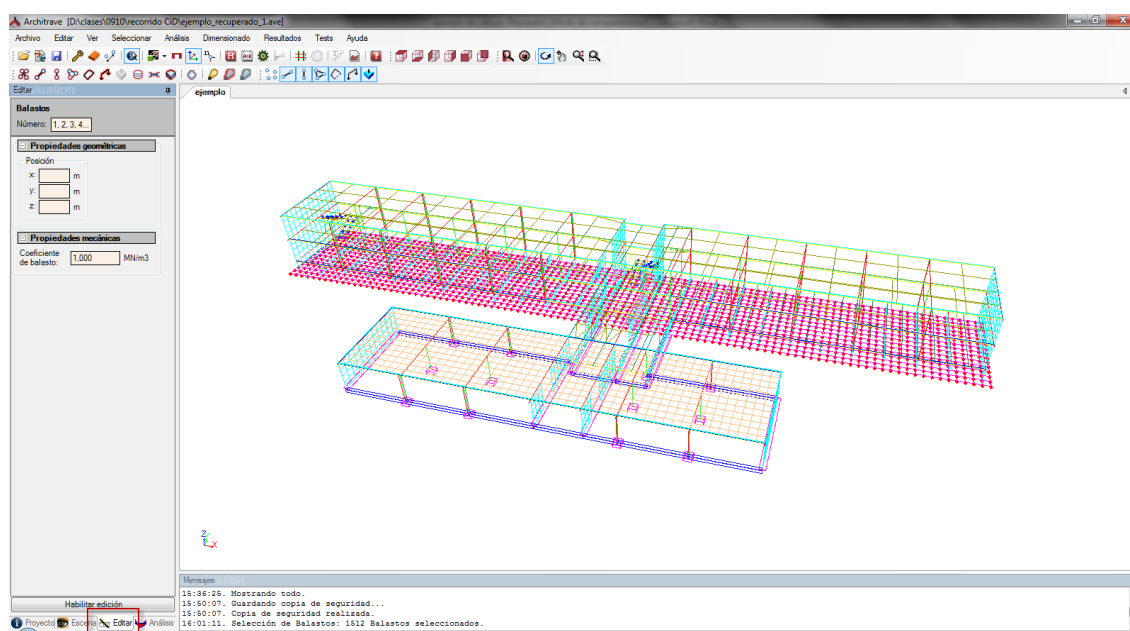 Architrave [D:\clases\0910\recorrido CiD\ejemplo_recuperado_1.ave]
Archivo Editar Ver Seleccionar Análisis Dimensionado Resultados Tests Ayuda
Editar
ejemplo
Balastos
Número: 1, 2, 3, 4...
Propiedades geométricas
Posición
x: m
y: m
z: m
Propiedades mecánicas
Coeficiente de balasto: 1,000 MN/m3
Z
X
Habilitar edición
Proyecto Escena Editar Análisis
Mensajes
15:36:25. Mostrando todo.
15:50:07. Guardando copia de seguridad...
15:50:07. Copia de seguridad realizada.
16:01:11. Selección de Balastos: 1512 Balastos seleccionados.